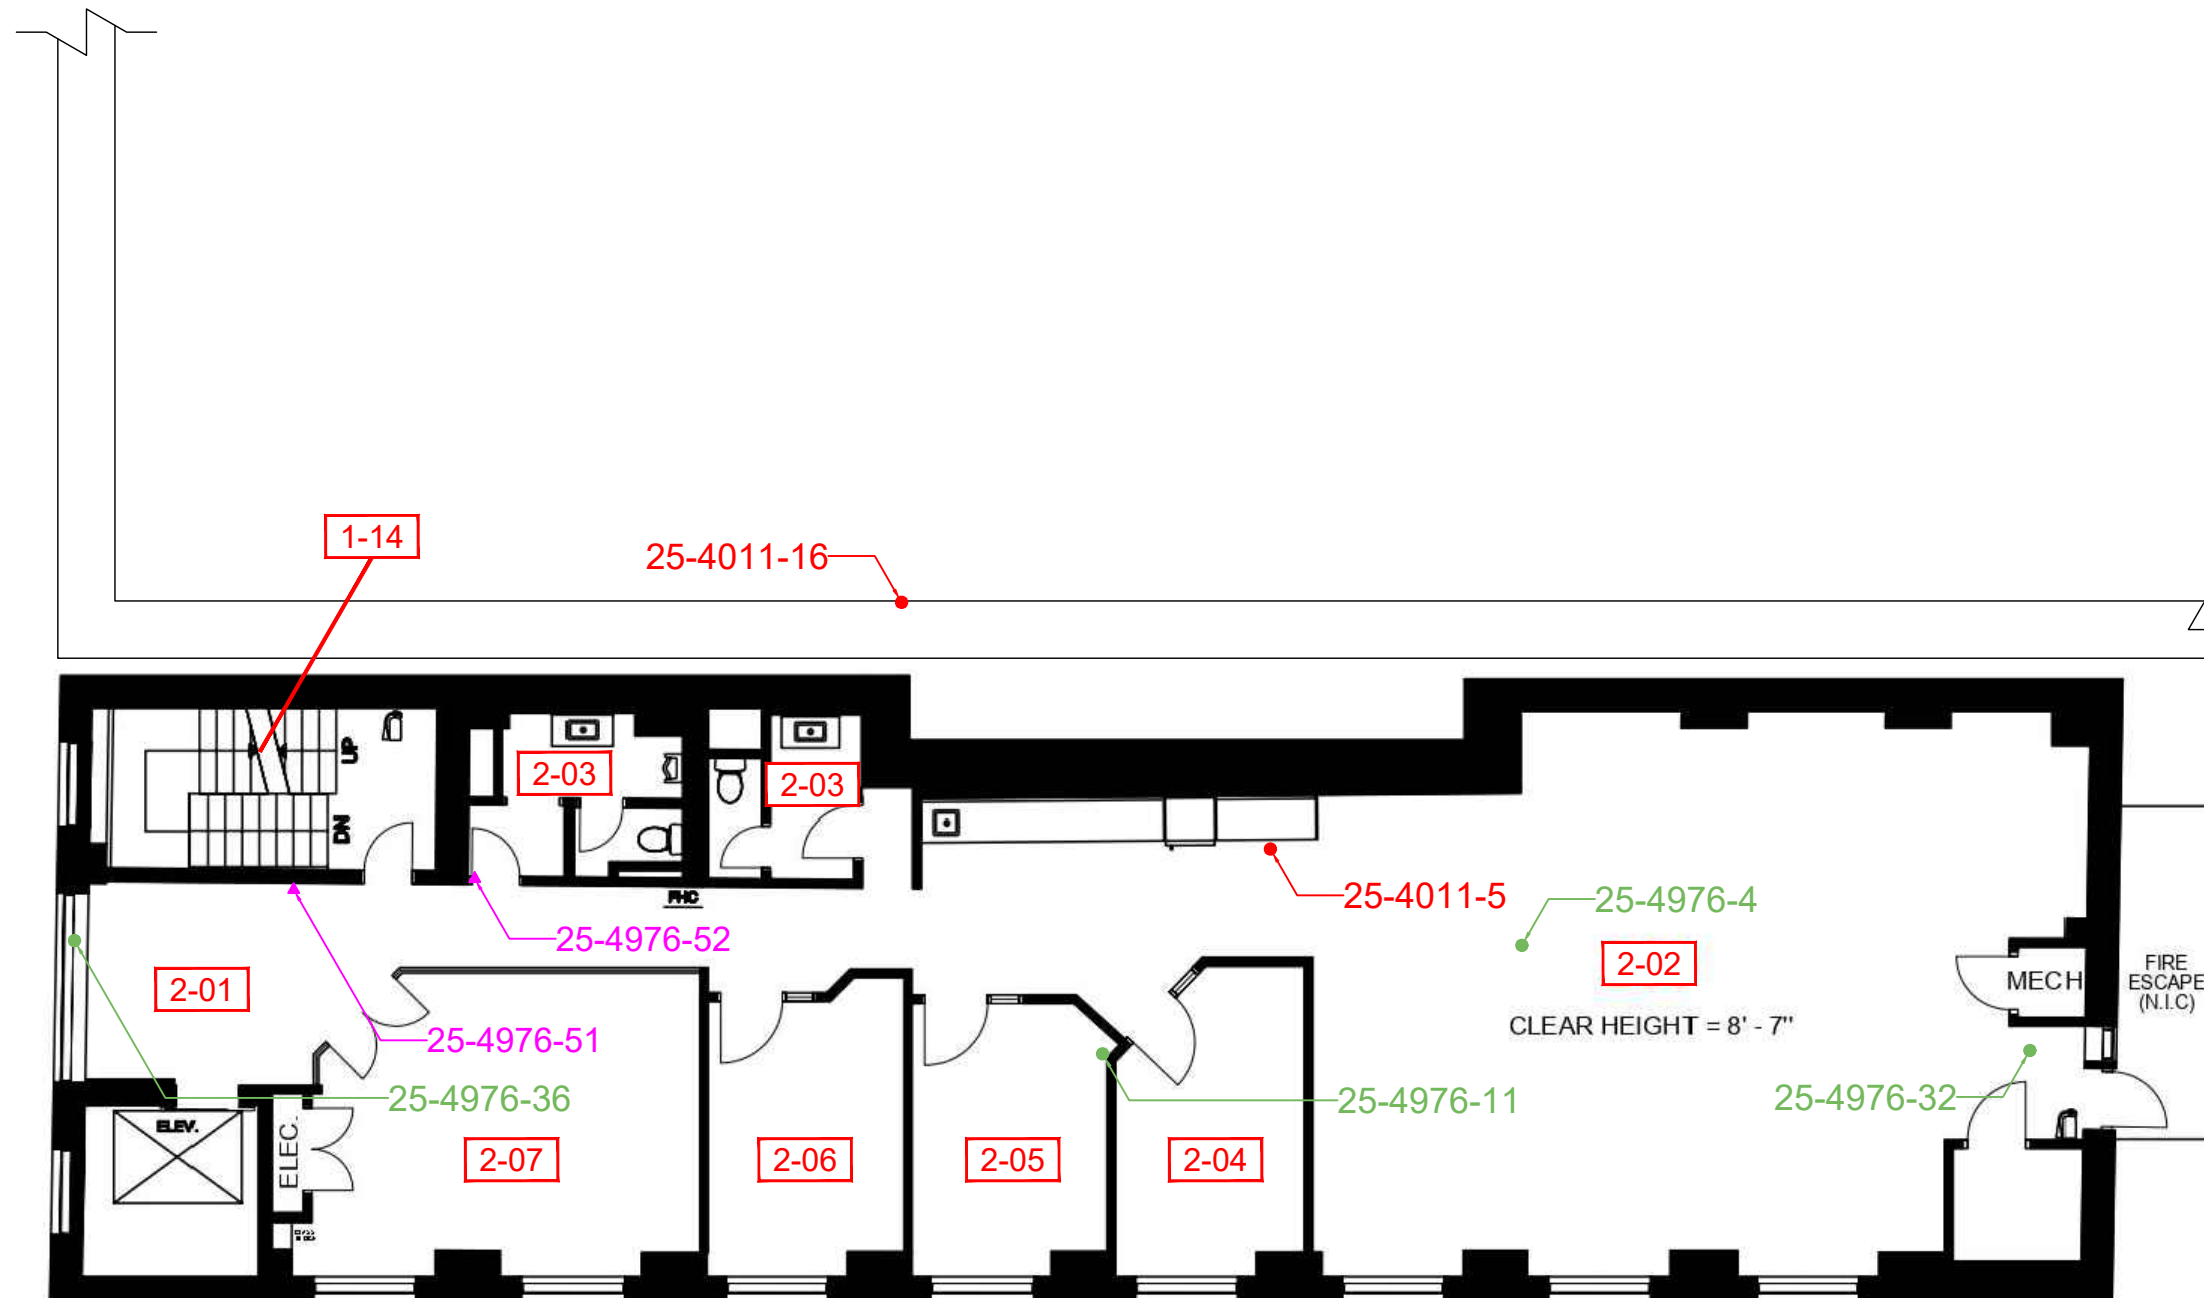 1-14
25-4011-16
UP
2-03
2-03
DN
FHC
25-4011-5
25-4976-4
25-4976-52
2-02
2-01
MECH
FIRE
ESCAPE
(N.I.C)
CLEAR HEIGHT = 8' - 7"
25-4976-51
25-4976-36
25-4976-11
25-4976-32
ELEV.
ELEC.
2-07
2-06
2-05
2-04